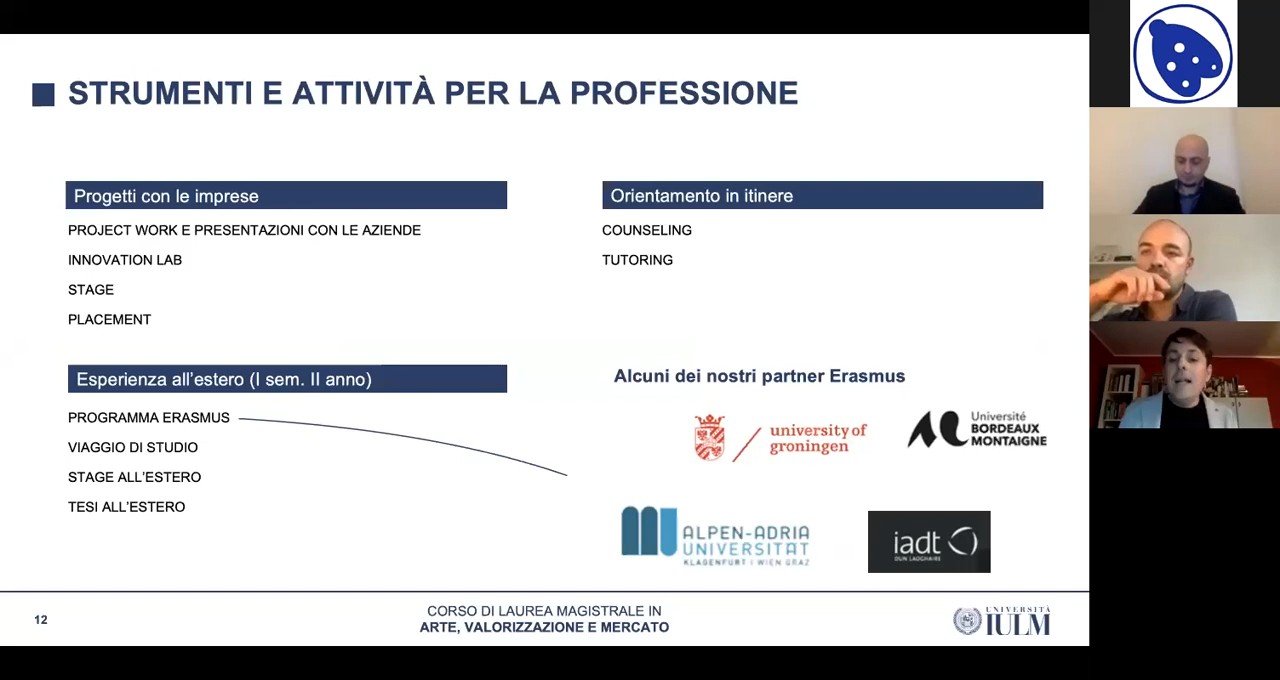 STRUMENTI E ATTIVITÀ PER LA PROFESSIONE
Progetti con le imprese
PROJECT WORK E PRESENTAZIONI CON LE AZIENDE
INNOVATION LAB
STAGE
PLACEMENT
Orientamento in itinere
COUNSELING
TUTORING
Esperienza all'estero (I sem. II anno)
PROGRAMMA ERASMUS
VIAGGIO DI STUDIO
STAGE ALL'ESTERO
TESI ALL'ESTERO
Alcuni dei nostri partner Erasmus
university of
groningen
Université
BORDEAUX
MONTAIGNE
ALPEN-ADRIA
UNIVERSITÄT
KLAGENFURT I WIEN GRAZ
iadt
DUN LAOGHAIRE
12
CORSO DI LAUREA MAGISTRALE IN
ARTE, VALORIZZAZIONE E MERCATO
UNIVERSITÀ
IULM